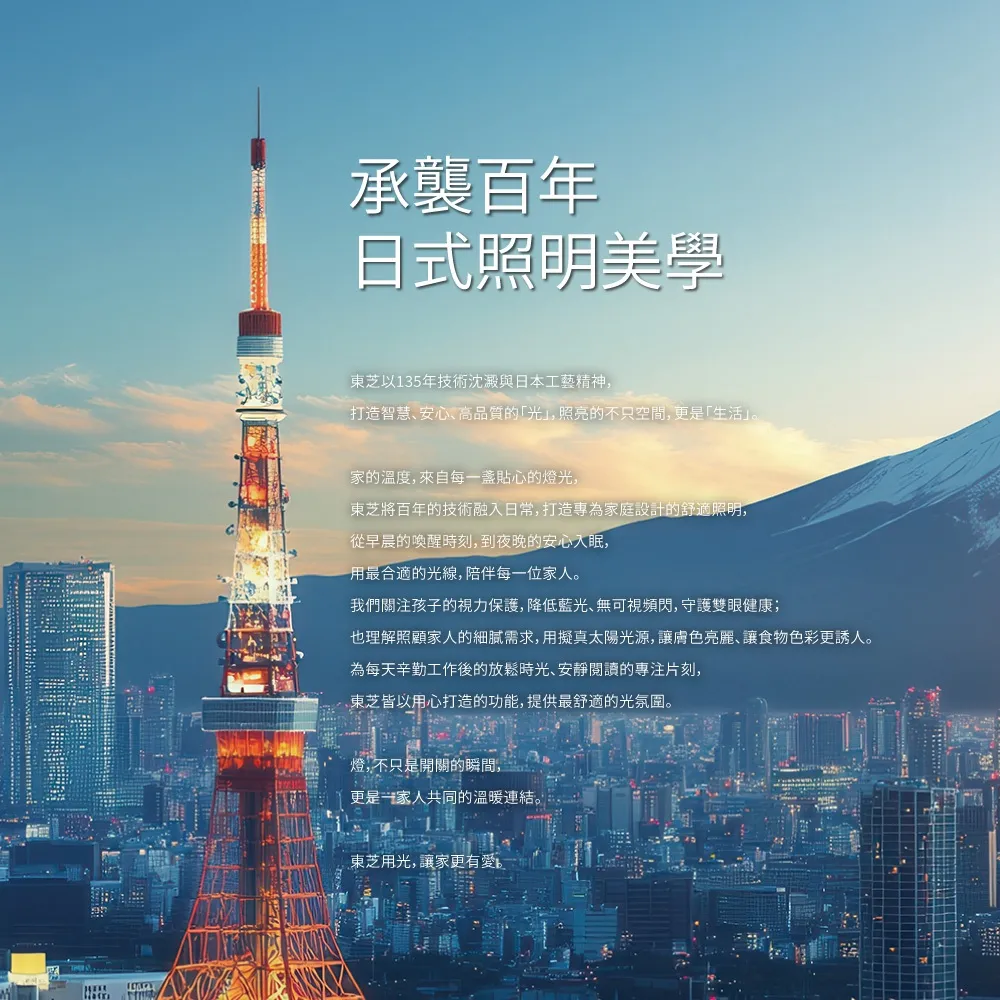 承襲百年
日式照明美學
東芝以135年技術沈澱與日本工藝精神，
打造智慧、安心、高品質的「光」，照亮的不只空間，更是「生活」。
家的溫度，來自每一盞貼心的燈光，
東芝將百年的技術融入日常，打造專為家庭設計的舒適照明，
從早晨的喚醒時刻，到夜晚的安心入眠，
用最合適的光線，陪伴每一位家人。
我們關注孩子的視力保護，降低藍光、無可視頻閃，守護雙眼健康；
也理解照顧家人的細膩需求，用擬真太陽光源，讓膚色亮麗、讓食物色彩更誘人。
為每天辛勤工作後的放鬆時光、安靜閱讀的專注片刻，
東芝皆以用心打造的功能，提供最舒適的光氛圍。
燈，不只是開關的瞬間，
更是一家人共同的溫暖連結。
東芝用光，讓家更有愛。